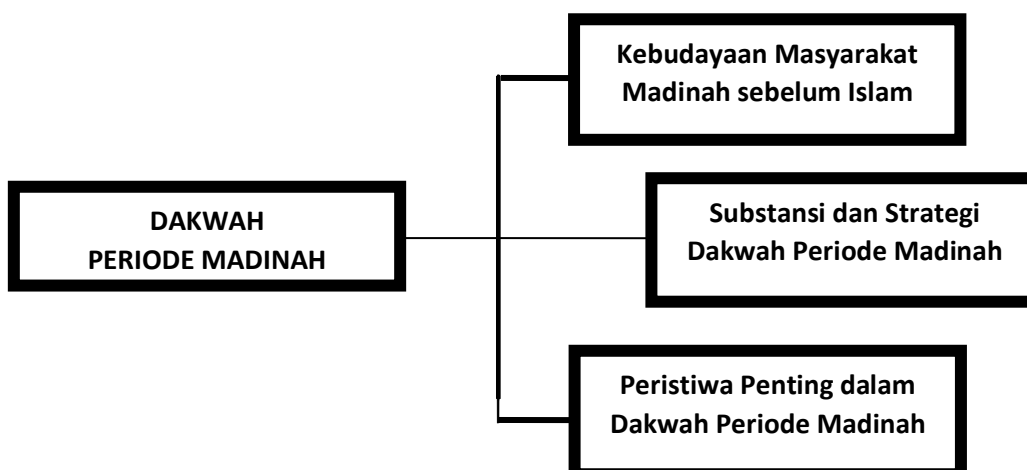 Kebudayaan Masyarakat
Madinah sebelum Islam
DAKWAH
PERIODE MADINAH
Substansi dan Strategi
Dakwah Periode Madinah
Peristiwa Penting dalam
Dakwah Periode Madinah